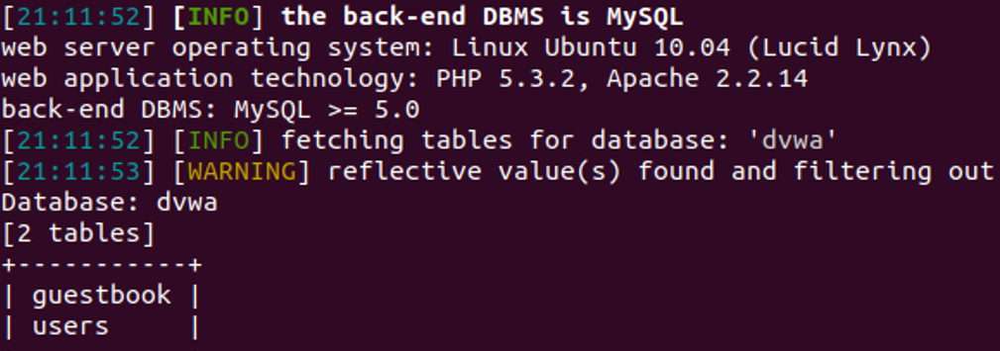 [21:11:52] [INFO] the back-end DBMS is MySQL
web server operating system: Linux Ubuntu 10.04 (Lucid Lynx)
web application technology: PHP 5.3.2, Apache 2.2.14
back-end DBMS: MySQL >= 5.0
[21:11:52] [INFO] fetching tables for database: 'dvwa'
[21:11:53] [WARNING] reflective value(s) found and filtering out
Database: dvwa
[2 tables]
+-----------+
| guestbook |
| users     |